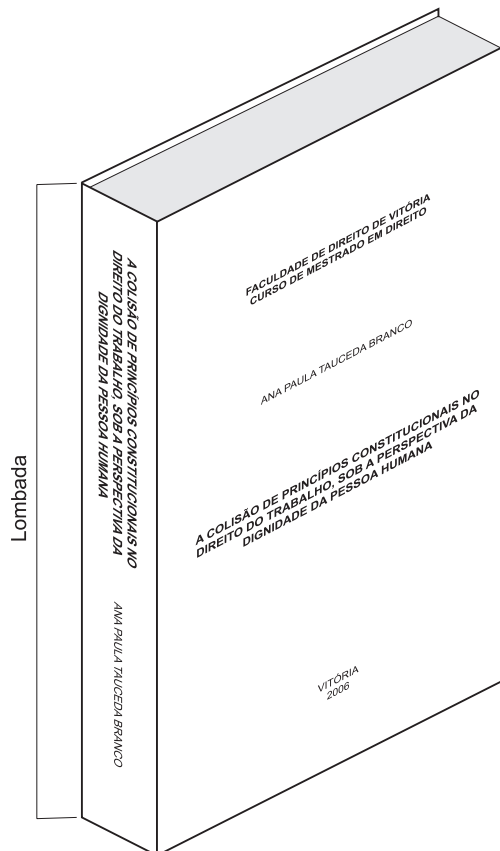 Lombada
A COLISÃO DE PRINCÍPIOS CONSTITUCIONAIS NO
DIREITO DO TRABALHO, SOB A PERSPECTIVA DA
DIGNIDADE DA PESSOA HUMANA
ANA PAULA TAUCEDA BRANCO
FACULDADE DE DIREITO DE VITÓRIA
CURSO DE MESTRADO EM DIREITO
ANA PAULA TAUCEDA BRANCO
A COLISÃO DE PRINCÍPIOS CONSTITUCIONAIS NO
DIREITO DO TRABALHO, SOB A PERSPECTIVA DA
DIGNIDADE DA PESSOA HUMANA
VITÓRIA
2006